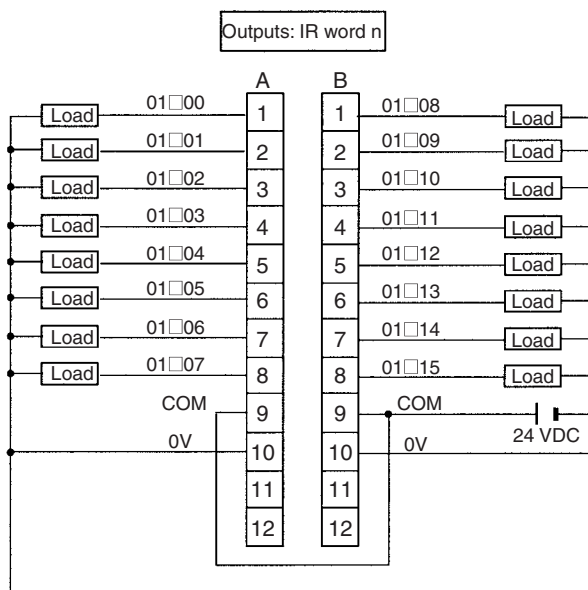 Outputs: IR word n
A B
Load 01□00 1 1 01□08 Load
Load 01□01 2 2 01□09 Load
Load 01□02 3 3 01□10 Load
Load 01□03 4 4 01□11 Load
Load 01□04 5 5 01□12 Load
Load 01□05 6 6 01□13 Load
Load 01□06 7 7 01□14 Load
Load 01□07 8 8 01□15 Load
COM 9 9 COM
24 VDC
0V 10 10 0V
11 11
12 12